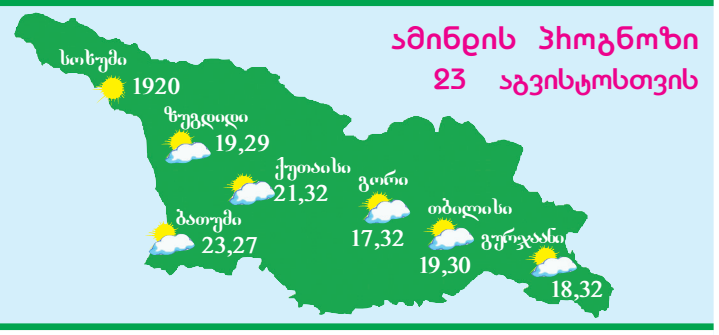 ამინდის პროგნოზი
23 აგვისტოსთვის
სოხუმი
1920
ზუგდიდი
19,29
ქუთაისი
21,32
გორი
17,32
თბილისი
19,30
ბათუმი
23,27
გურჯაანი
18,32